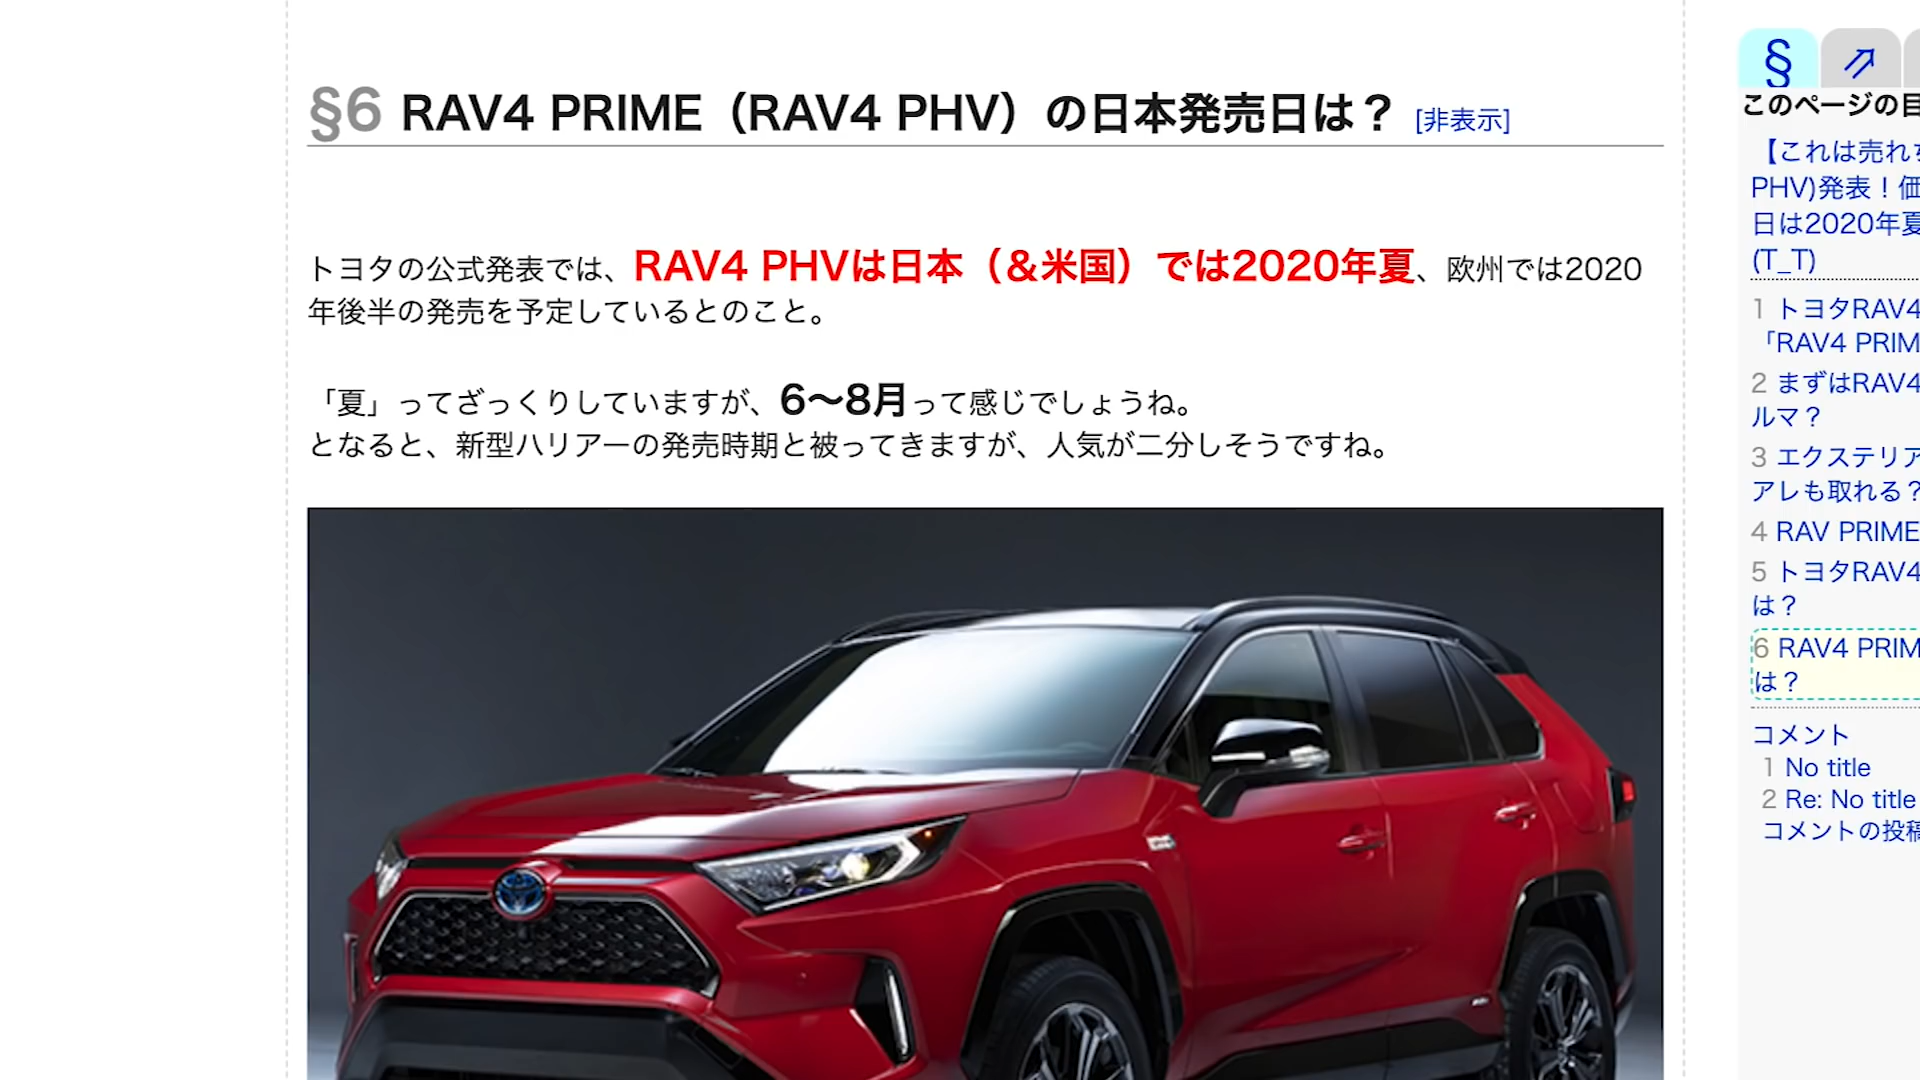 §6 RAV4 PRIME（RAV4 PHV）の日本発売日は？ [非表示]
トヨタの公式発表では、RAV4 PHVは日本（＆米国）では2020年夏、欧州では2020
年後半の発売を予定しているとのこと。
「夏」ってざっくりしていますが、6〜8月って感じでしょうね。
となると、新型ハリアーの発売時期と被ってきますが、人気が二分しそうですね。
§
このページの目
【これは売れ
PHV)発表！価
日は2020年夏
(T_T)
1 トヨタRAV4
「RAV4 PRIM
2 まずはRAV4
ルマ？
3 エクステリア
アレも取れる？
4 RAV PRIME
5 トヨタRAV4
は？
6 RAV4 PRIM
は？
コメント
1 No title
2 Re: No title
コメントの投稿